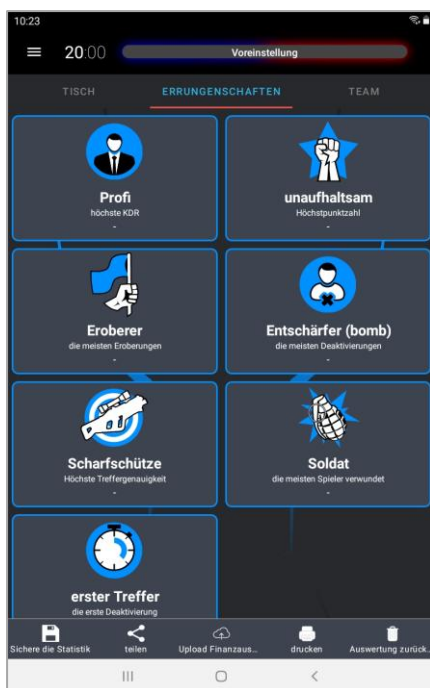 10:23
20:00 Voreinstellung
TISCH ERRUNGENSCHAFTEN TEAM
Profi
höchste KDR
-
unaufhaltsam
Höchstpunktzahl
-
Eroberer
die meisten Eroberungen
-
Entschärfer (bomb)
die meisten Deaktivierungen
-
Scharfschütze
Höchste Treffergenauigkeit
-
Soldat
die meisten Spieler verwundet
-
erster Treffer
die erste Deaktivierung
Sichere die Statistik teilen Upload Finanzaus... drucken Auswertung zurück...